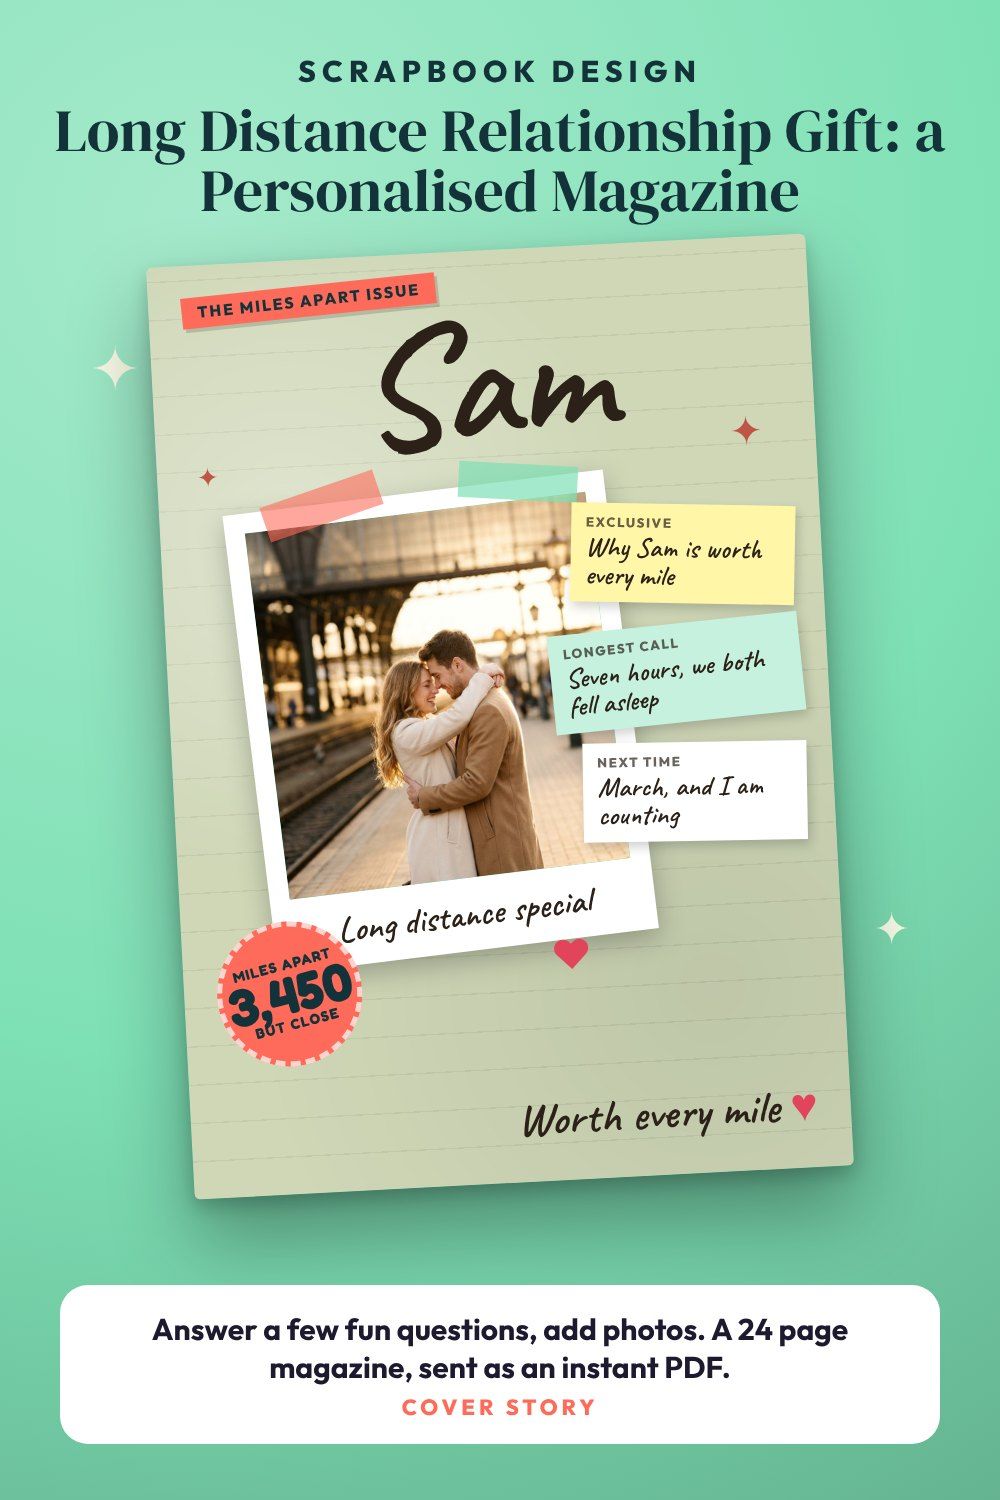 SCRAPBOOK DESIGN
Long Distance Relationship Gift: a
Personalised Magazine
THE MILES APART ISSUE
Sam
EXCLUSIVE
Why Sam is worth
every mile
LONGEST CALL
Seven hours, we both
fell asleep
NEXT TIME
March, and I am
counting
Long distance special
MILES APART
3,450
BUT CLOSE
Worth every mile ♥
Answer a few fun questions, add photos. A 24 page
magazine, sent as an instant PDF.
COVER STORY